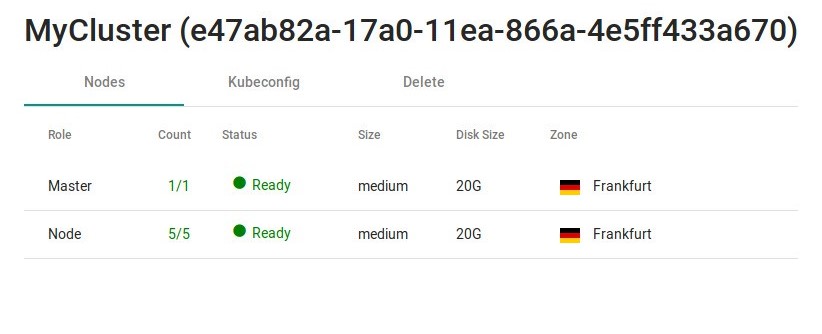 MyCluster (e47ab82a-17a0-11ea-866a-4e5ff433a670)
Nodes Kubeconfig Delete
Role Count Status Size Disk Size Zone
Master 1/1 Ready medium 20G Frankfurt
Node 5/5 Ready medium 20G Frankfurt